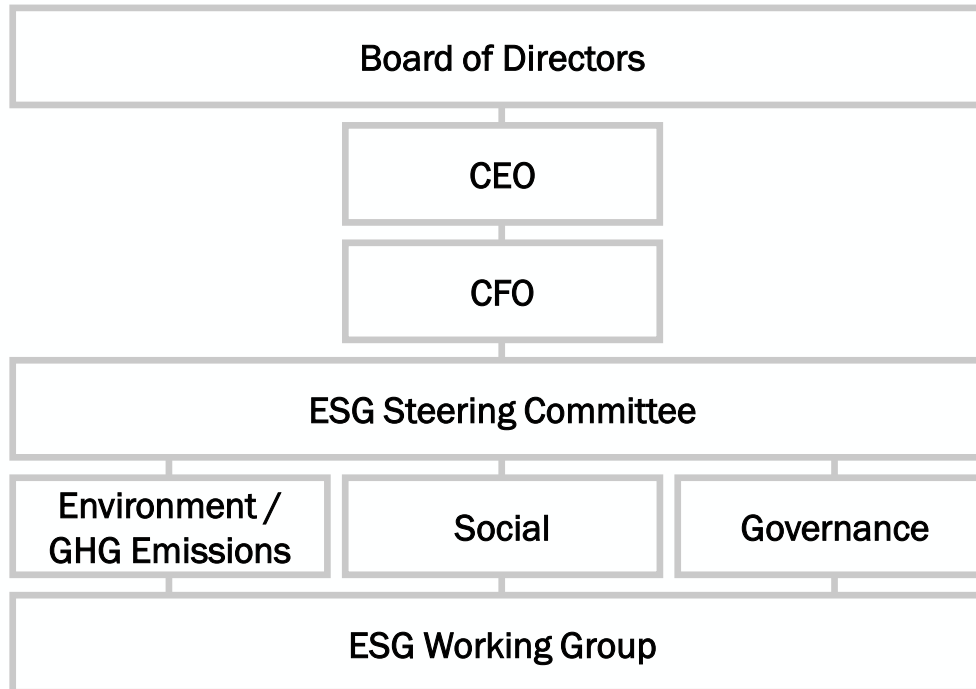 Board of Directors
CEO
CFO
ESG Steering Committee
Environment /
GHG Emissions
Social
Governance
ESG Working Group